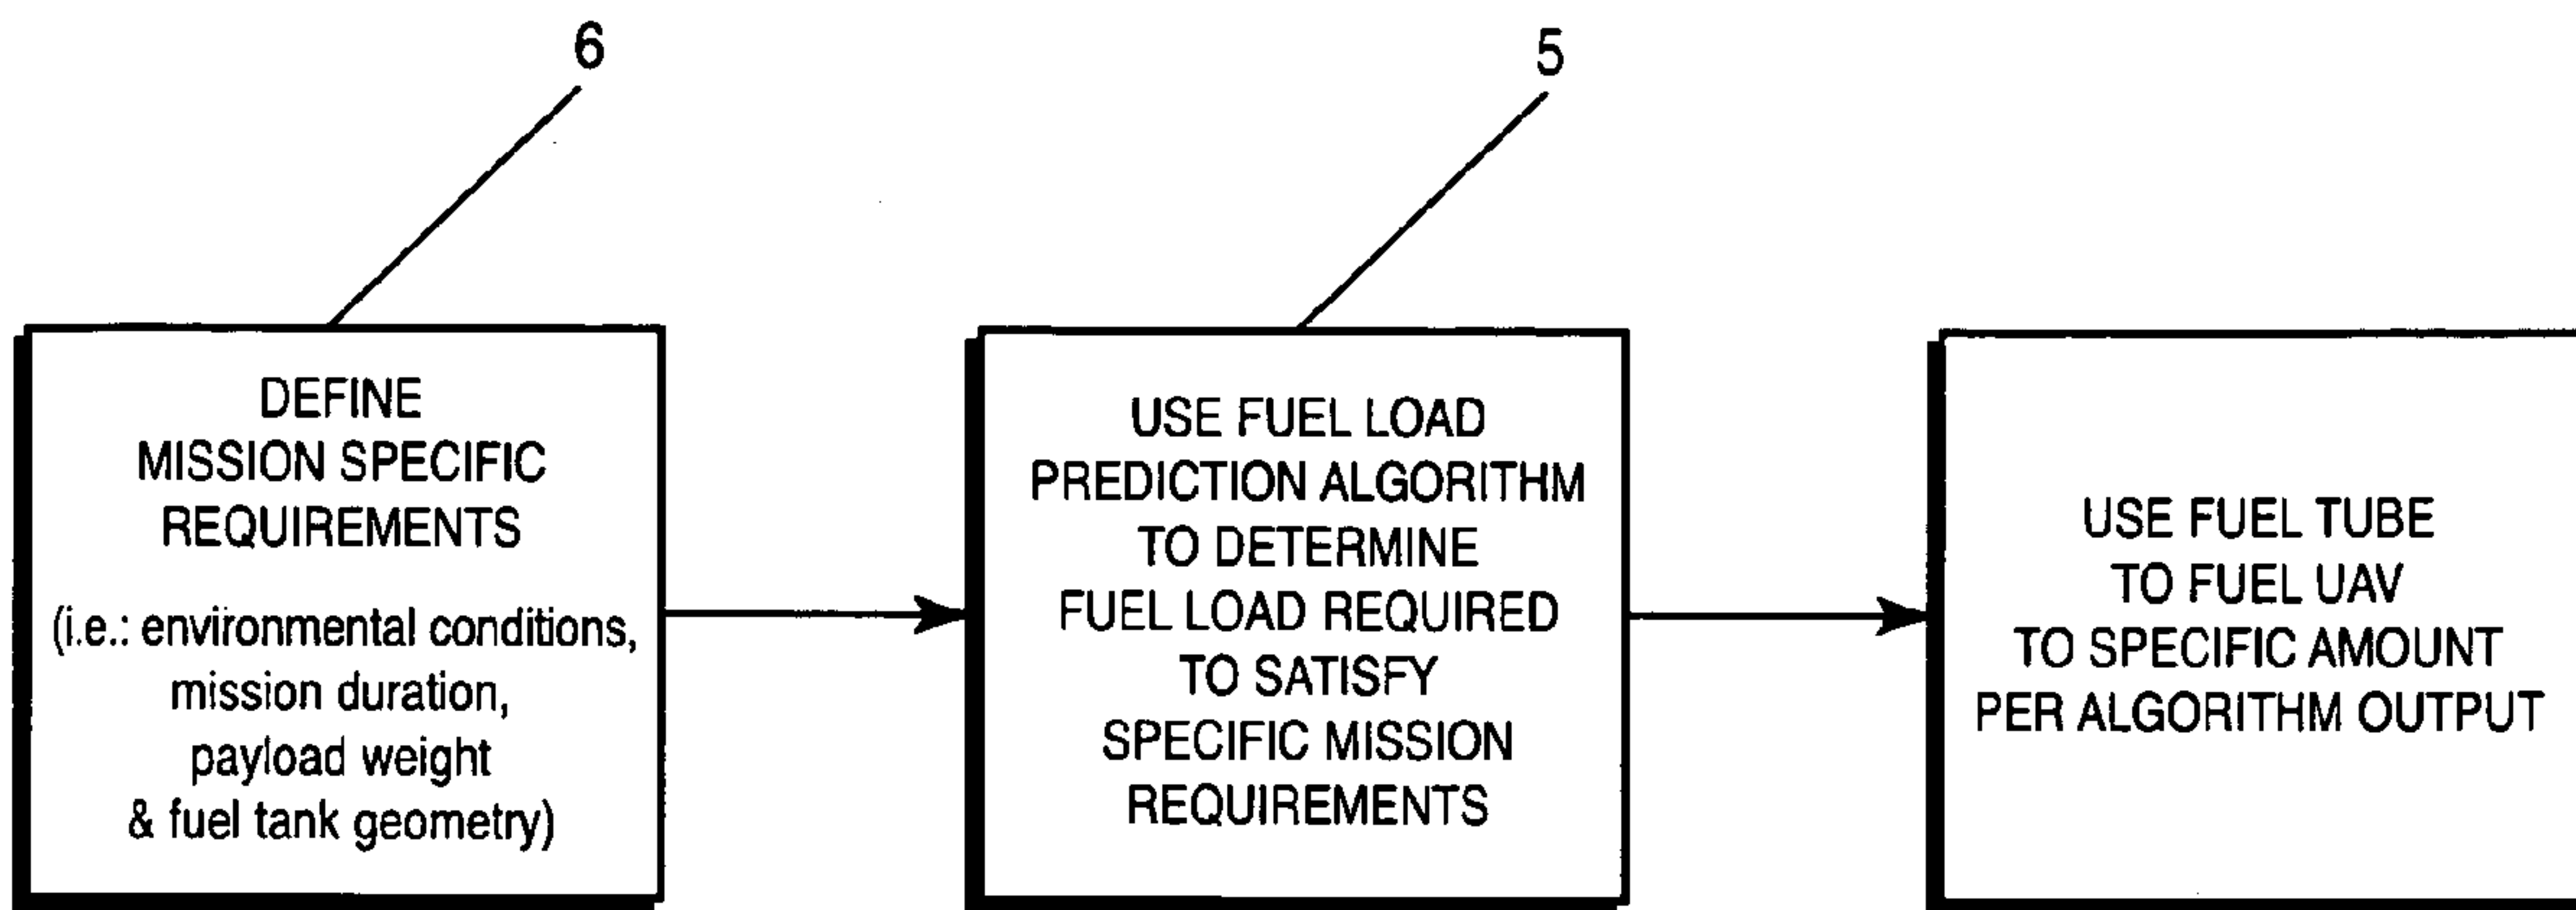 6
5
DEFINE
MISSION SPECIFIC
REQUIREMENTS
(i.e.: environmental conditions,
mission duration,
payload weight
& fuel tank geometry)
USE FUEL LOAD
PREDICTION ALGORITHM
TO DETERMINE
FUEL LOAD REQUIRED
TO SATISFY
SPECIFIC MISSION
REQUIREMENTS
USE FUEL TUBE
TO FUEL UAV
TO SPECIFIC AMOUNT
PER ALGORITHM OUTPUT